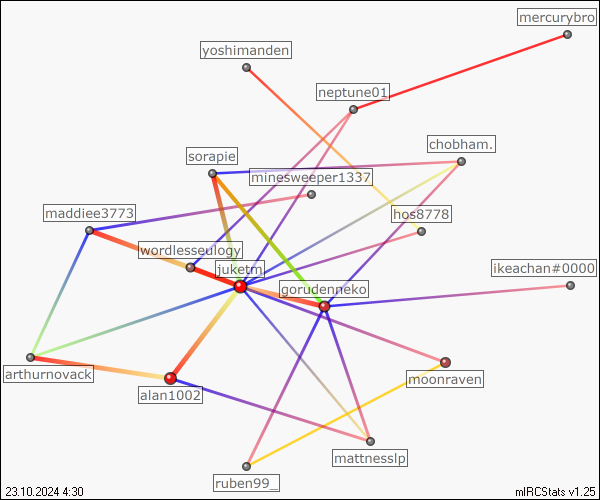 mercurybro
yoshimanden
neptune01
chobham.
sorapie
minesweeper1337
maddiee3773
hos8778
wordlesseulogy
juketm
ikeachan#0000
gorudenneko
arthurnovack
moonraven
alan1002
mattnesslp
ruben99_
23.10.2024 4:30
mIRCStats v1.25